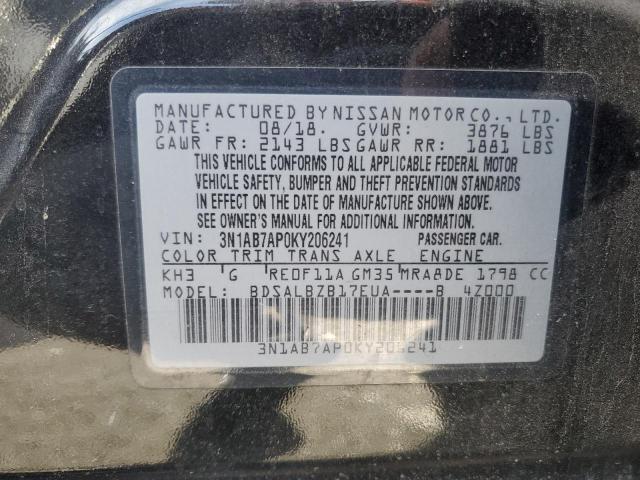 MANUFACTURED BY NISSAN MOTOR CO., LTD.
DATE: 08/18. GVWR: 3876 LBS
GAWR FR: 2143 LBS GAWR RR: 1881 LBS
THIS VEHICLE CONFORMS TO ALL APPLICABLE FEDERAL MOTOR
VEHICLE SAFETY, BUMPER AND THEFT PREVENTION STANDARDS
IN EFFECT ON THE DATE OF MANUFACTURE SHOWN ABOVE.
SEE OWNER'S MANUAL FOR ADDITIONAL INFORMATION.
VIN: 3N1AB7AP0KY206241 PASSENGER CAR.
COLOR TRIM TRANS AXLE ENGINE
KH3 G RE0F11A GM35 MRA8DE 1798 CC
MODEL: BDSALBZB17EUA----B 4Z000
3N1AB7AP0KY206241